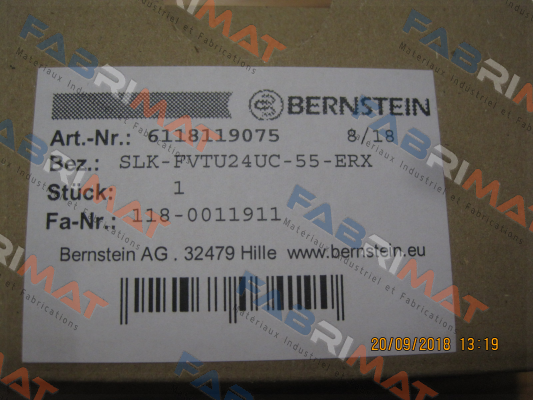 BERNSTEIN
Art.-Nr.: 6118119075 8/18
Bez.: SLK-FVTU24UC-55-ERX
Stück: 1
Fa-Nr.: 118-0011911
Bernstein AG . 32479 Hille www.bernstein.eu
20/09/2018 13:19
FABRIMAT
Materiaux Industriel et Fabrications